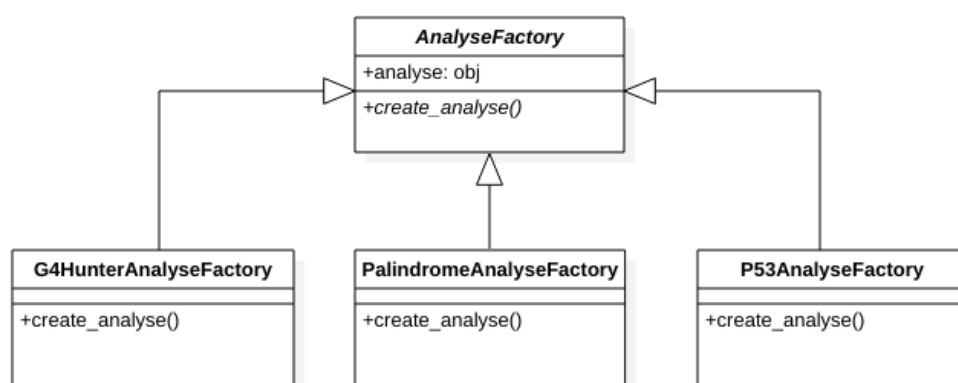 AnalyseFactory
+analyse: obj
+create_analyse()
G4HunterAnalyseFactory
+create_analyse()
PalindromeAnalyseFactory
+create_analyse()
P53AnalyseFactory
+create_analyse()